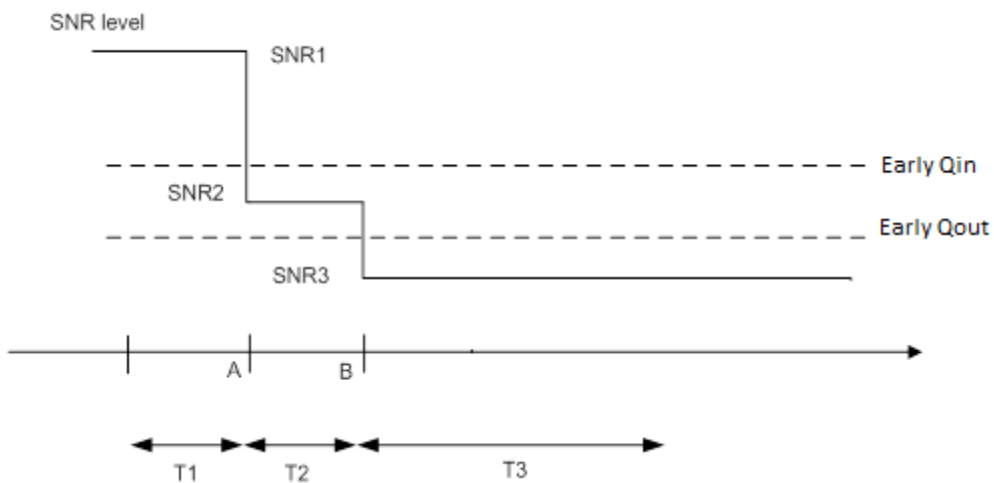 SNR level
SNR1
Early Qin
SNR2
Early Qout
SNR3
A
B
T1
T2
T3